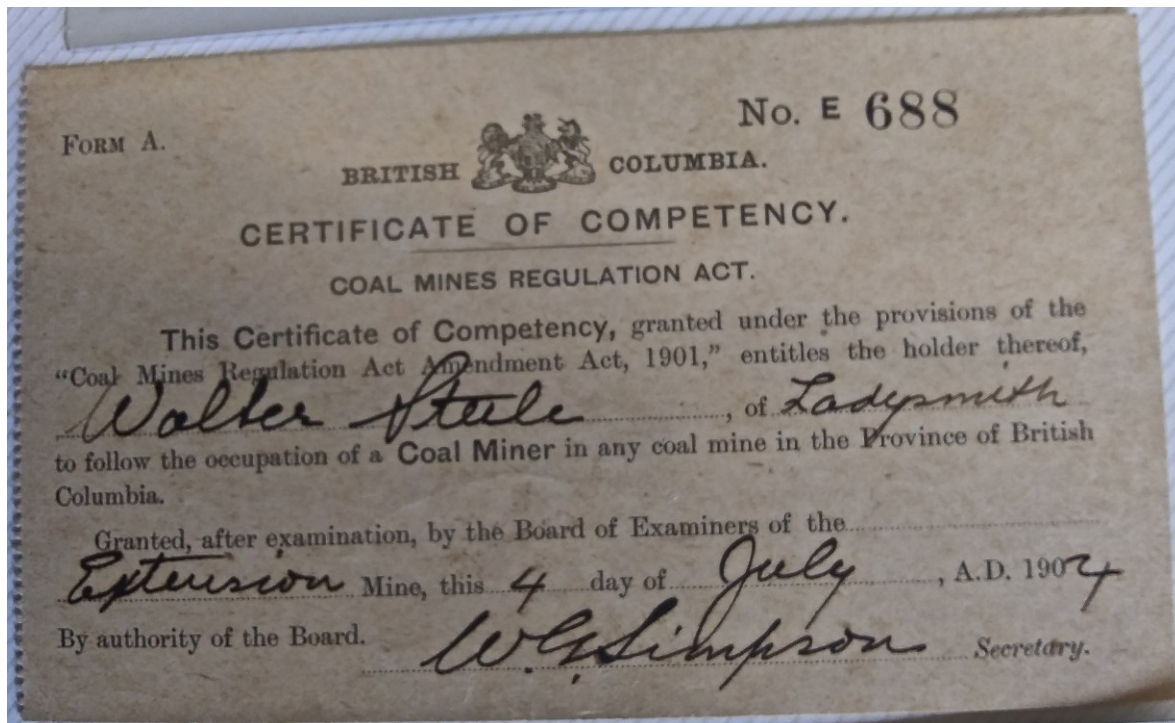 FORM A.
No. E 688
BRITISH COLUMBIA.
CERTIFICATE OF COMPETENCY.
COAL MINES REGULATION ACT.
This Certificate of Competency, granted under the provisions of the
"Coal Mines Regulation Act Amendment Act, 1901," entitles the holder thereof,
Walter Steele, of Ladysmith
to follow the occupation of a Coal Miner in any coal mine in the Province of British
Columbia.
Granted, after examination, by the Board of Examiners of the
Extension Mine, this 4 day of July, A.D. 1904
By authority of the Board. W. G. Simpson Secretary.